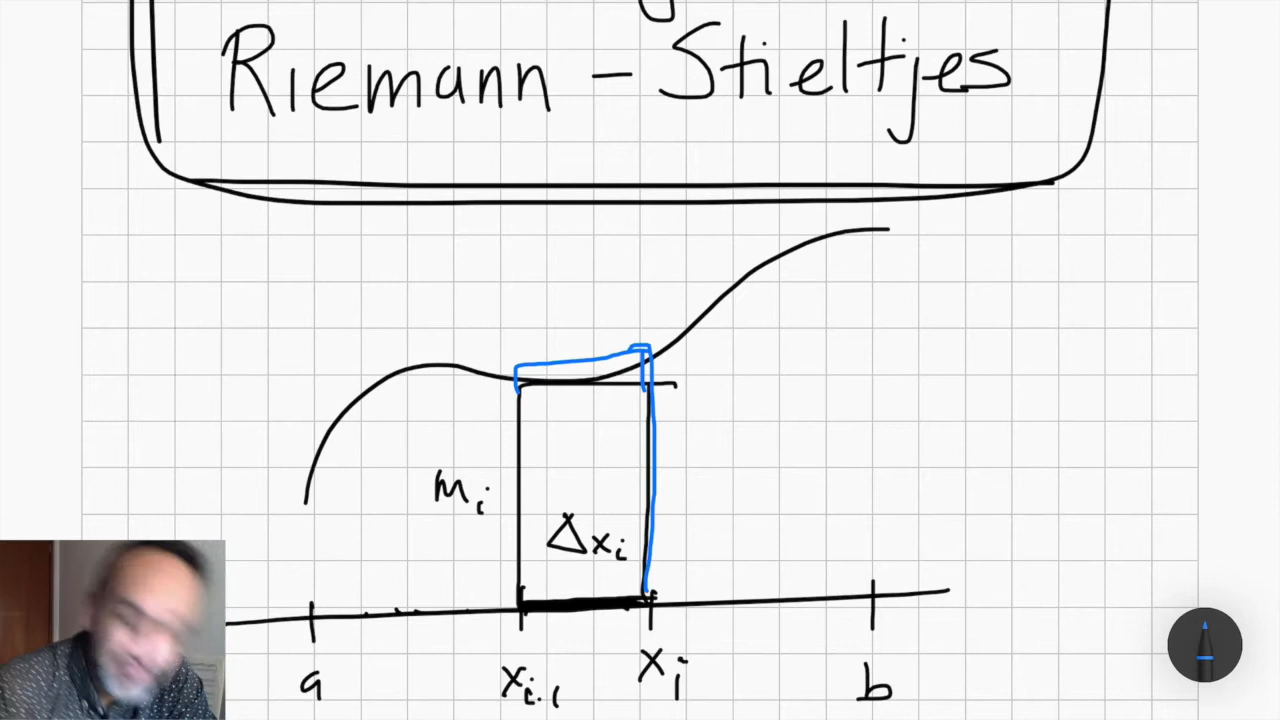 Riemann - Stieltjes
mᵢ
Δxᵢ
a
xᵢ₋₁
xᵢ
b